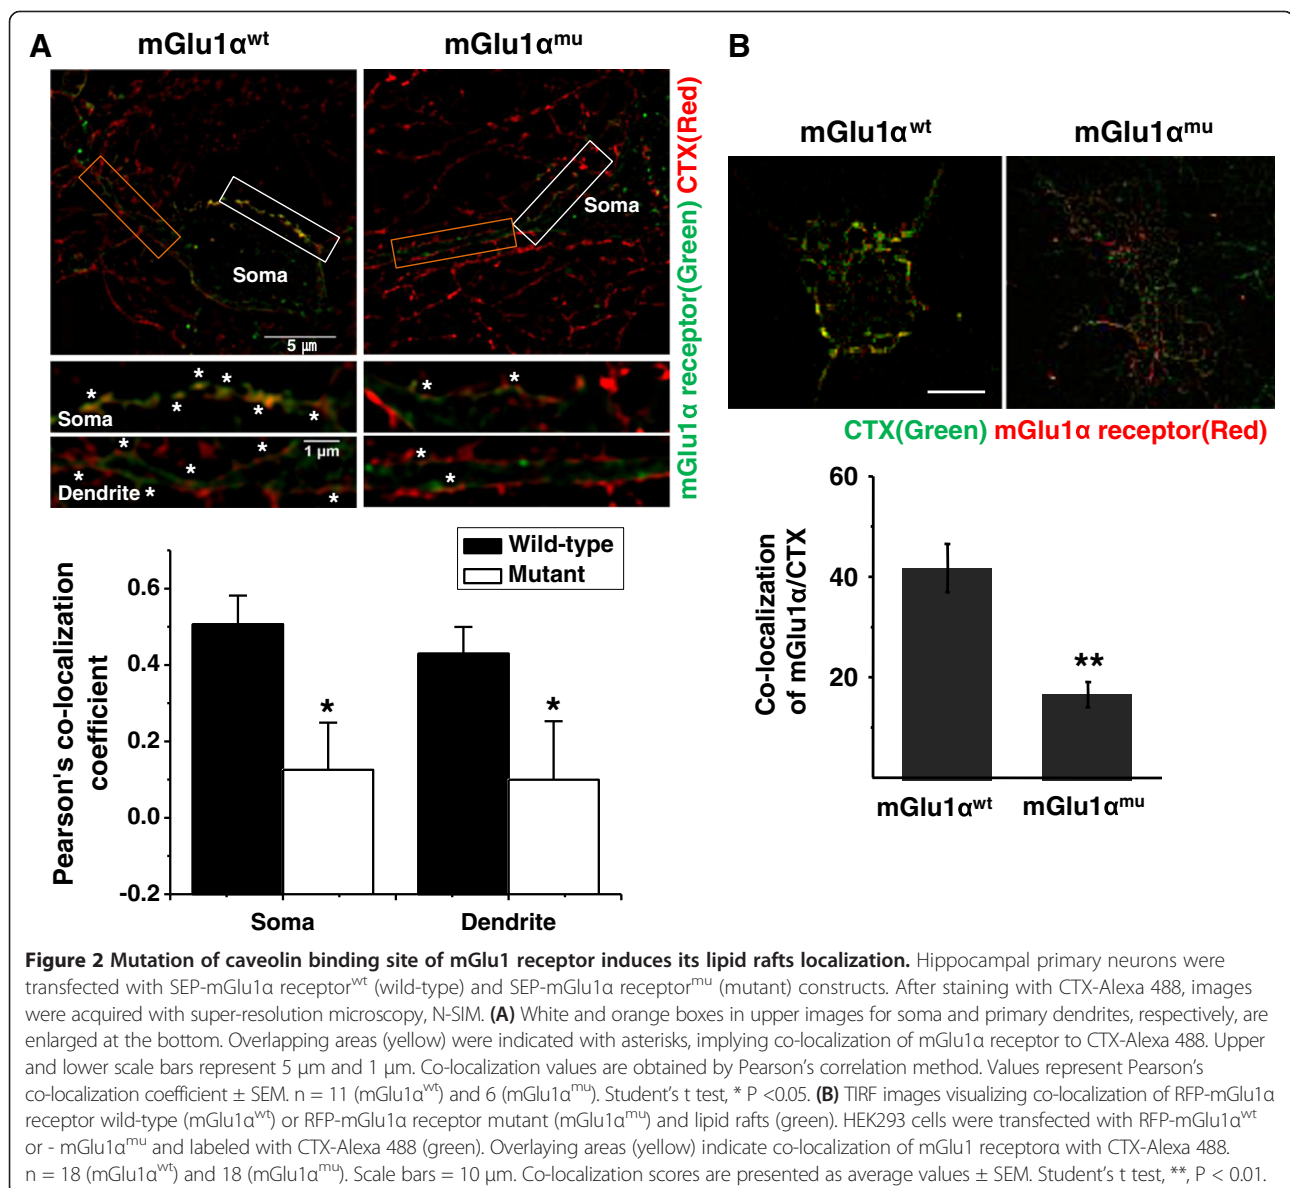 A
mGlu1α^wt
mGlu1α^mu
Soma
Soma
5 µm
Soma
1 µm
Dendrite
mGlu1α receptor(Green) CTX(Red)
* * * * * * *
* *
* * * * * *
* *
Wild-type
Mutant
Pearson's co-localization
coefficient
0.6
0.4
0.2
0.0
-0.2
*
*
Soma
Dendrite
B
mGlu1α^wt
mGlu1α^mu
CTX(Green) mGlu1α receptor(Red)
Co-localization
of mGlu1α/CTX
60
40
20
**
mGlu1α^wt
mGlu1α^mu
Figure 2 Mutation of caveolin binding site of mGlu1 receptor induces its lipid rafts localization. Hippocampal primary neurons were
transfected with SEP-mGlu1α receptor^wt (wild-type) and SEP-mGlu1α receptor^mu (mutant) constructs. After staining with CTX-Alexa 488, images
were acquired with super-resolution microscopy, N-SIM. (A) White and orange boxes in upper images for soma and primary dendrites, respectively, are
enlarged at the bottom. Overlapping areas (yellow) were indicated with asterisks, implying co-localization of mGlu1α receptor to CTX-Alexa 488. Upper
and lower scale bars represent 5 µm and 1 µm. Co-localization values are obtained by Pearson's correlation method. Values represent Pearson's
co-localization coefficient ± SEM. n = 11 (mGlu1α^wt) and 6 (mGlu1α^mu). Student's t test, * P <0.05. (B) TIRF images visualizing co-localization of RFP-mGlu1α
receptor wild-type (mGlu1α^wt) or RFP-mGlu1α receptor mutant (mGlu1α^mu) and lipid rafts (green). HEK293 cells were transfected with RFP-mGlu1α^wt
or - mGlu1α^mu and labeled with CTX-Alexa 488 (green). Overlaying areas (yellow) indicate co-localization of mGlu1 receptorα with CTX-Alexa 488.
n = 18 (mGlu1α^wt) and 18 (mGlu1α^mu). Scale bars = 10 µm. Co-localization scores are presented as average values ± SEM. Student's t test, **, P < 0.01.